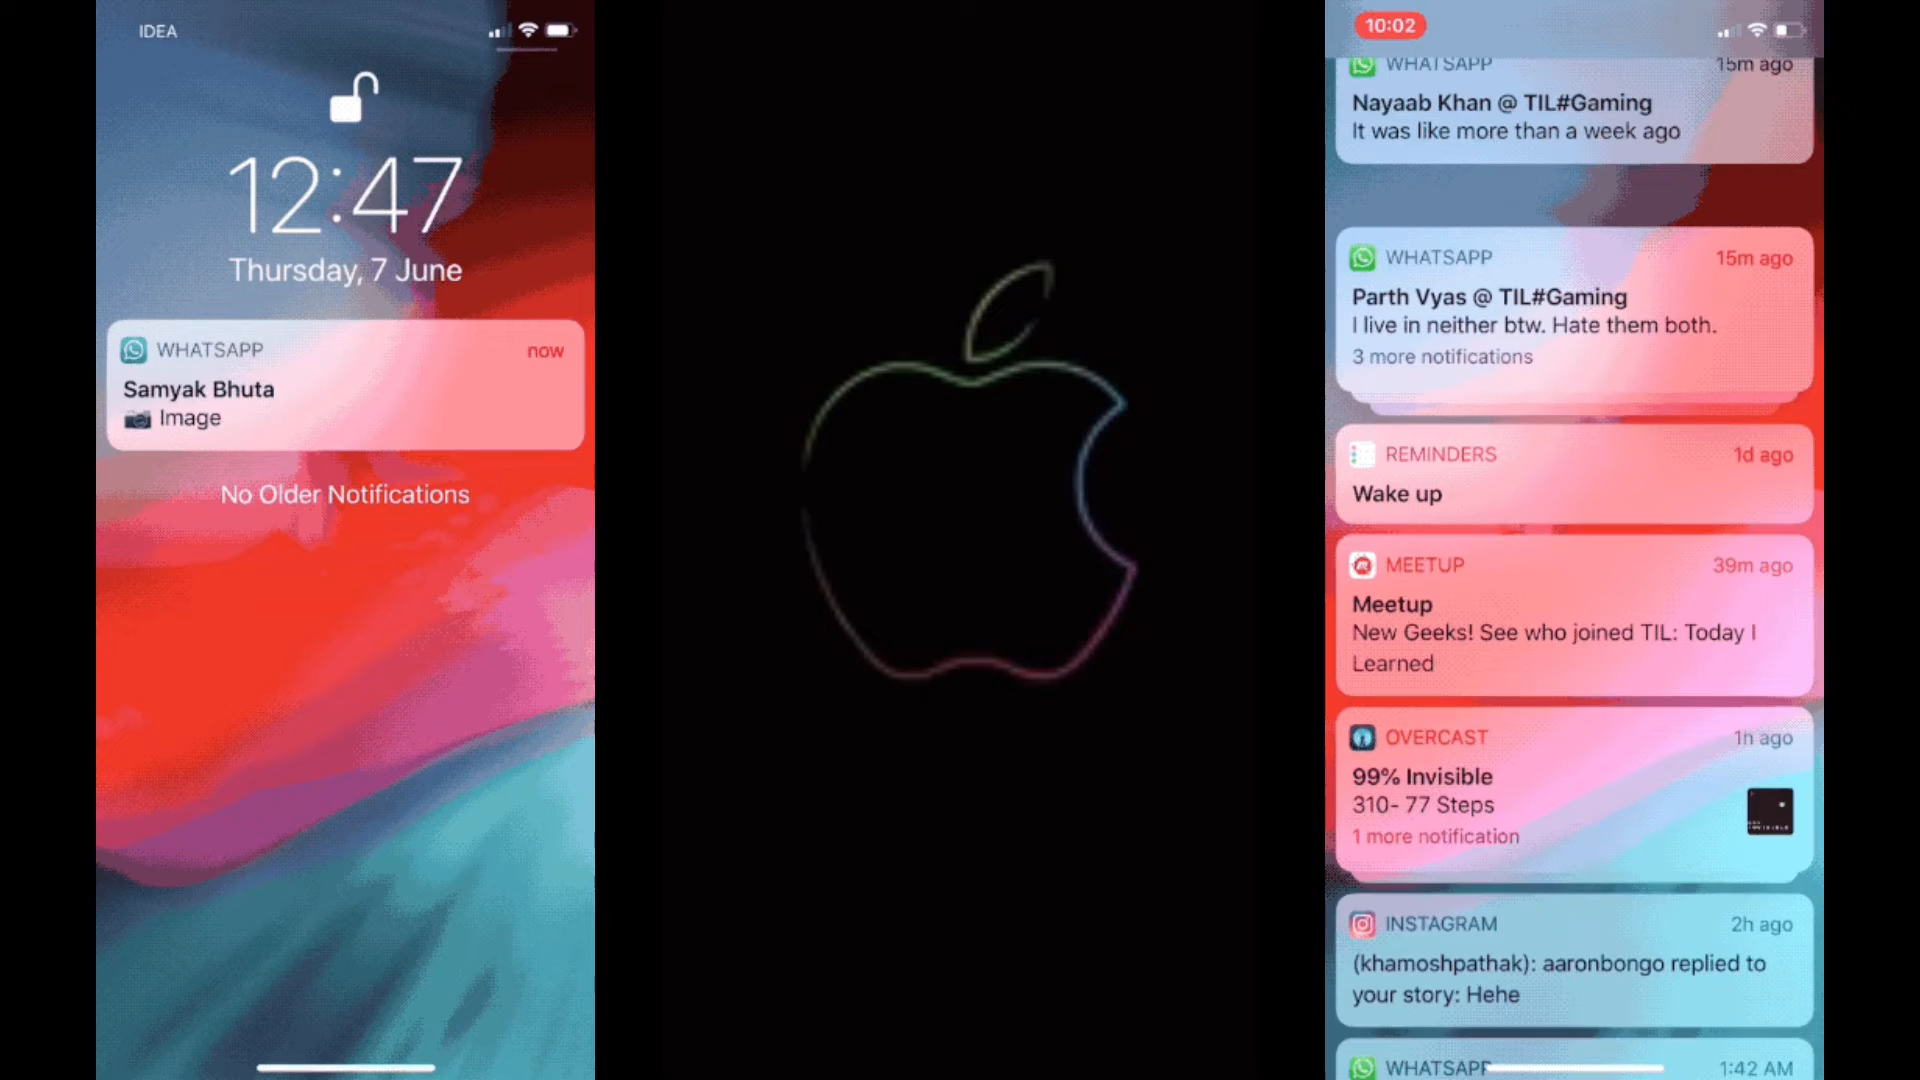 IDEA
12:47
Thursday, 7 June
WHATSAPP now
Samyak Bhuta
📷 Image
No Older Notifications
10:02
WHATSAPP 15m ago
Nayaab Khan @ TIL#Gaming
It was like more than a week ago
WHATSAPP 15m ago
Parth Vyas @ TIL#Gaming
I live in neither btw. Hate them both.
3 more notifications
REMINDERS 1d ago
Wake up
MEETUP 39m ago
Meetup
New Geeks! See who joined TIL: Today I
Learned
OVERCAST 1h ago
99% Invisible
310- 77 Steps
1 more notification
INSTAGRAM 2h ago
(khamoshpathak): aaronbongo replied to
your story: Hehe
WHATSAPP 1:42 AM